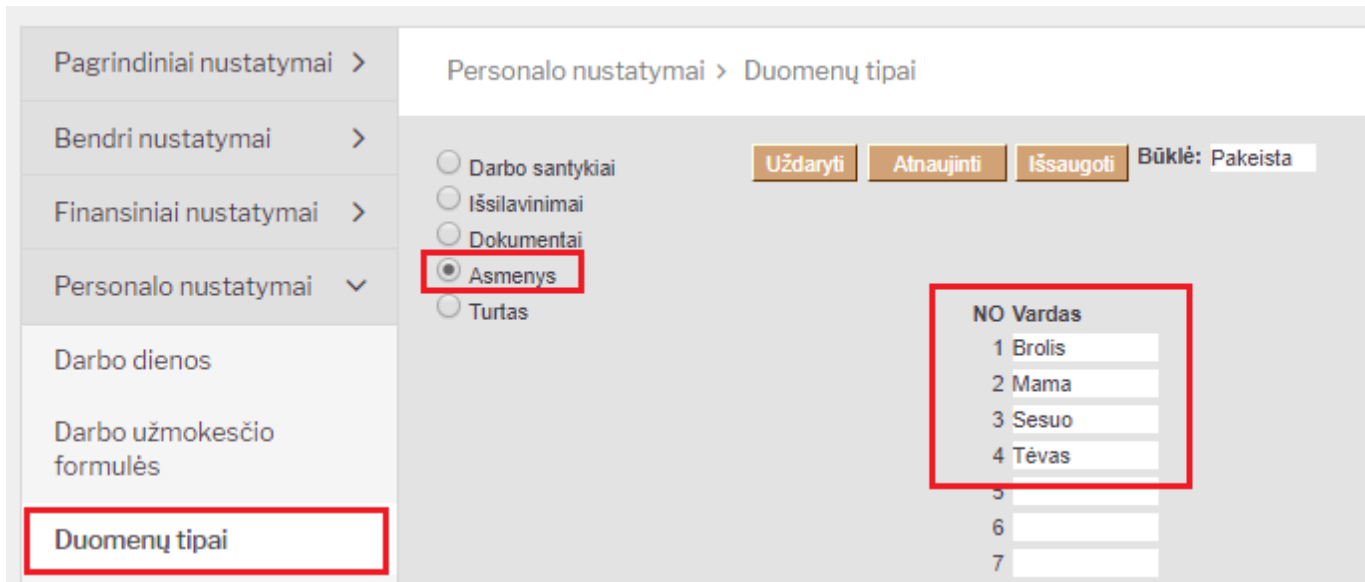 Pagrindiniai nustatymai
Bendri nustatymai
Finansiniai nustatymai
Personalo nustatymai
Darbo dienos
Darbo užmokesčio
formulės
Duomenų tipai
Personalo nustatymai > Duomenų tipai
Darbo santykiai
Išsilavinimai
Dokumentai
Asmenys
Turtas
Uždaryti Atnaujinti Išsaugoti Būklė: Pakeista
NO Vardas
1 Brolis
2 Mama
3 Sesuo
4 Tėvas
5
6
7